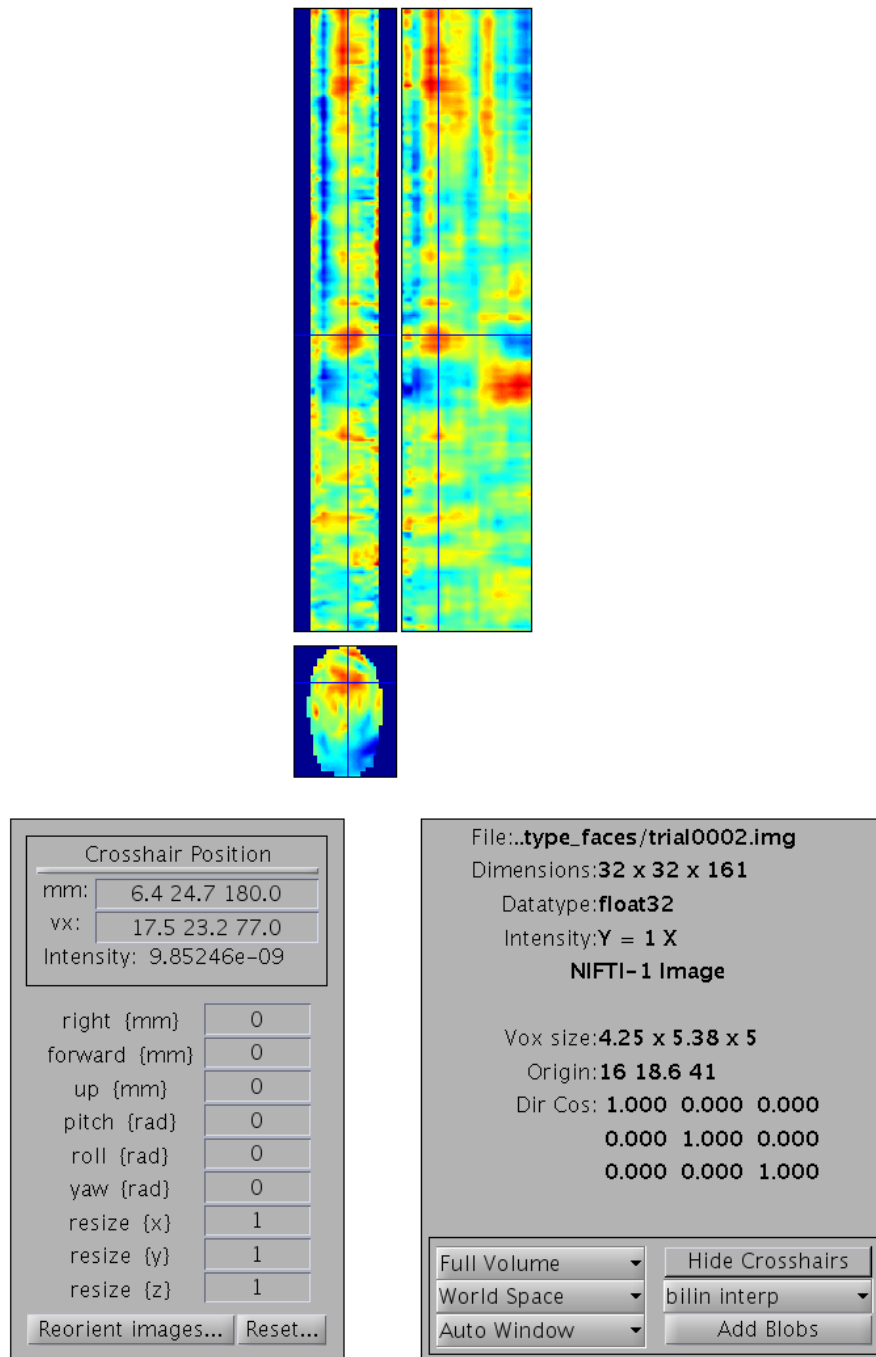 Crosshair Position
mm: 6.4 24.7 180.0
vx: 17.5 23.2 77.0
Intensity: 9.85246e-09
right {mm} 0
forward {mm} 0
up {mm} 0
pitch {rad} 0
roll {rad} 0
yaw {rad} 0
resize {x} 1
resize {y} 1
resize {z} 1
Reorient images... Reset...
File:..type_faces/trial0002.img
Dimensions:32 x 32 x 161
Datatype:float32
Intensity:Y = 1 X
NIFTI-1 Image
Vox size:4.25 x 5.38 x 5
Origin:16 18.6 41
Dir Cos: 1.000 0.000 0.000
0.000 1.000 0.000
0.000 0.000 1.000
Full Volume Hide Crosshairs
World Space bilin interp
Auto Window Add Blobs